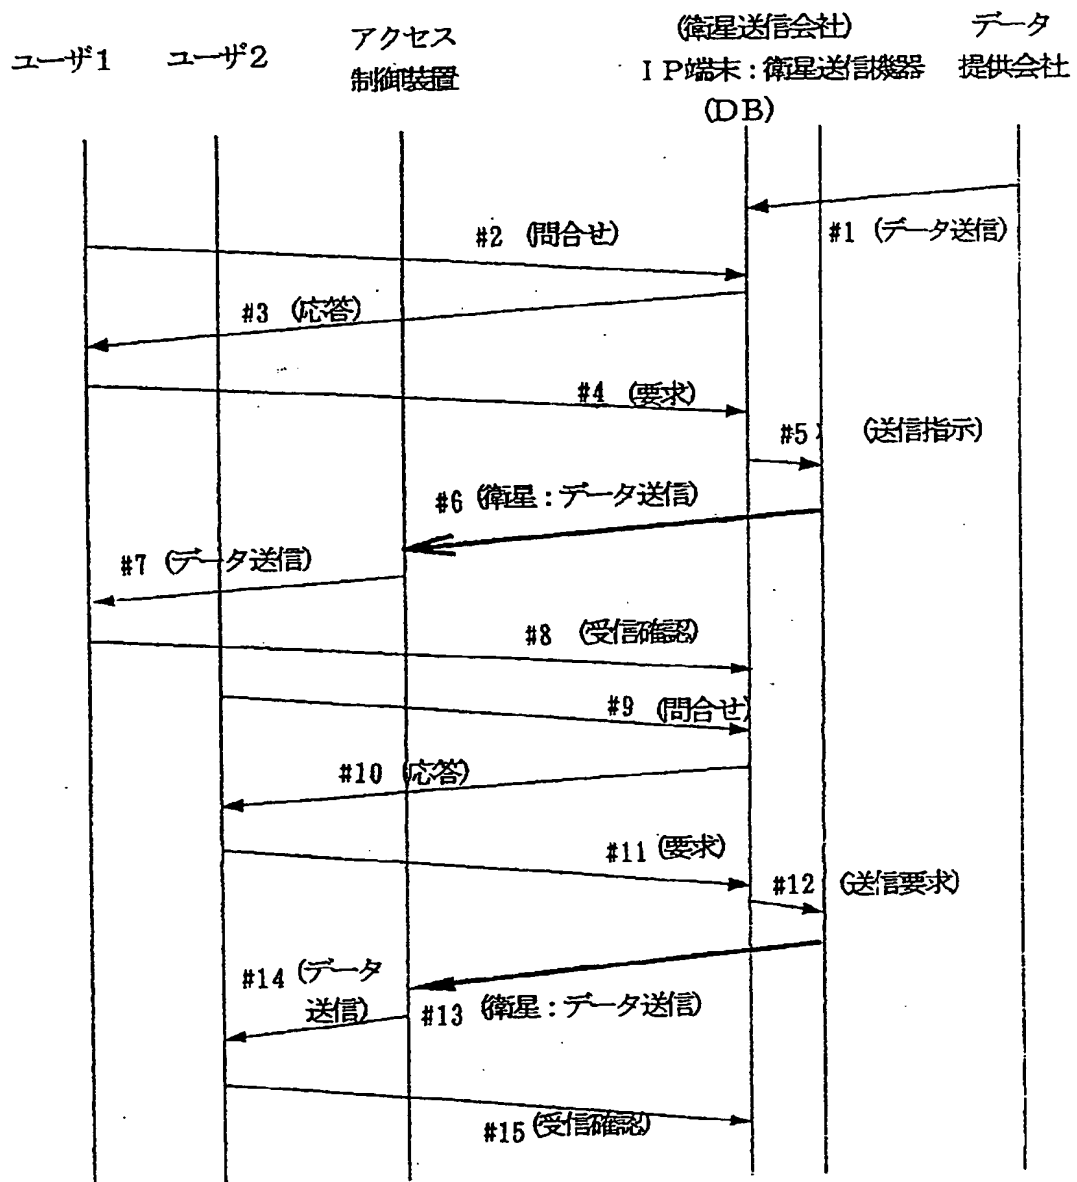 ユーザ1
ユーザ2
アクセス
制御装置
(衛星送信会社)
IP端末:衛星送信機器
(DB)
データ
提供会社
#1 (データ送信)
#2 (問合せ)
#3 (応答)
#4 (要求)
#5 (送信指示)
#6 (衛星:データ送信)
#7 (データ送信)
#8 (受信確認)
#9 (問合せ)
#10 (応答)
#11 (要求)
#12 (送信要求)
#14 (データ
送信)
#13 (衛星:データ送信)
#15 (受信確認)